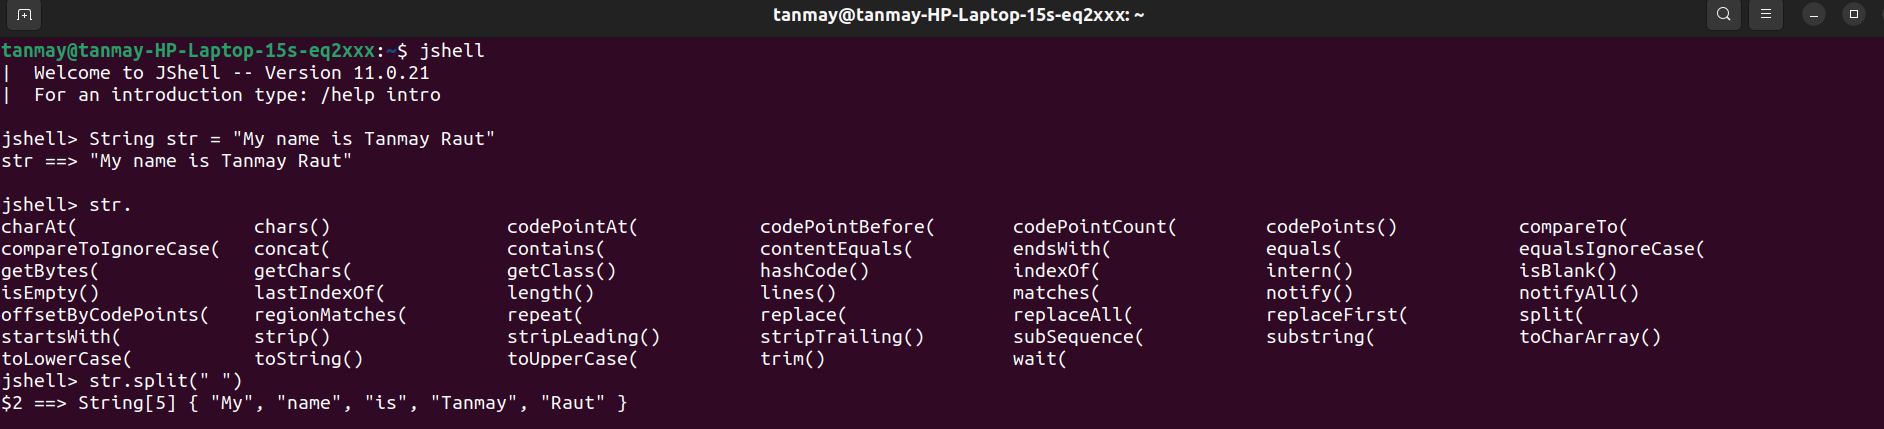 tanmay@tanmay-HP-Laptop-15s-eq2xxx: ~
tanmay@tanmay-HP-Laptop-15s-eq2xxx:~$ jshell
|  Welcome to JShell -- Version 11.0.21
|  For an introduction type: /help intro
jshell> String str = "My name is Tanmay Raut"
str ==> "My name is Tanmay Raut"
jshell> str.
charAt(                chars()                codePointAt(           codePointBefore(       codePointCount(        codePoints()           compareTo(
compareToIgnoreCase(   concat(                contains(              contentEquals(         endsWith(              equals(                equalsIgnoreCase(
getBytes(              getChars(              getClass()             hashCode()             indexOf(               intern()               isBlank()
isEmpty()              lastIndexOf(           length()               lines()                matches(               notify()               notifyAll()
offsetByCodePoints(    regionMatches(         repeat(                replace(               replaceAll(            replaceFirst(          split(
startsWith(            strip()                stripLeading()         stripTrailing()        subSequence(           substring(             toCharArray()
toLowerCase(           toString()             toUpperCase(           trim()                 wait(
jshell> str.split(" ")
$2 ==> String[5] { "My", "name", "is", "Tanmay", "Raut" }